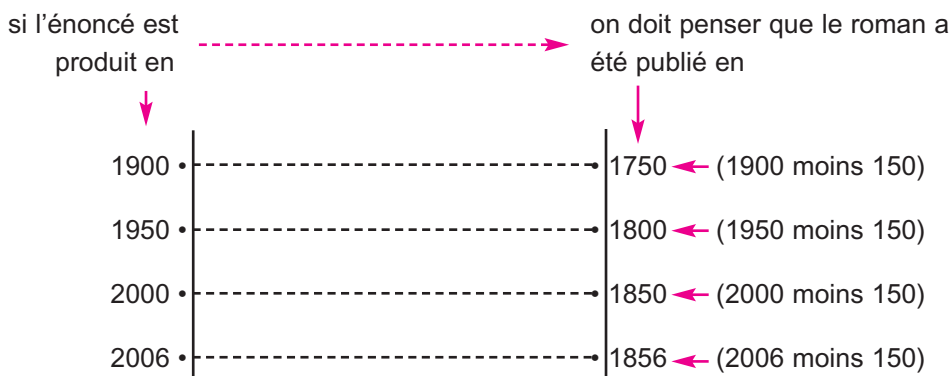 si l'énoncé est
produit en
on doit penser que le roman a
été publié en
1900 1750 (1900 moins 150)
1950 1800 (1950 moins 150)
2000 1850 (2000 moins 150)
2006 1856 (2006 moins 150)